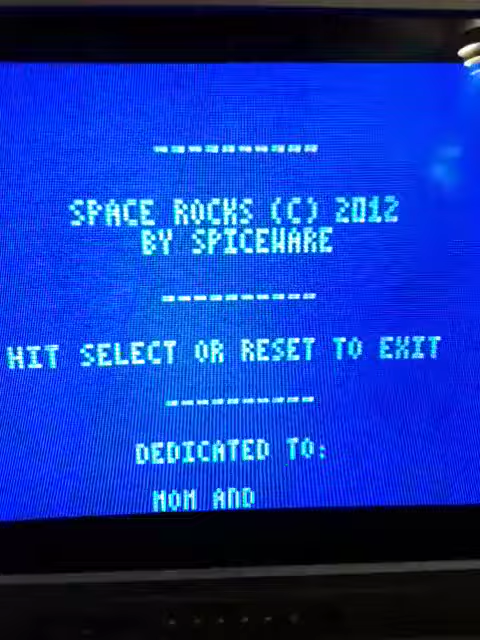 ----------
SPACE ROCKS (C) 2012
BY SPICEWARE
----------
HIT SELECT OR RESET TO EXIT
----------
DEDICATED TO:
MOM AND